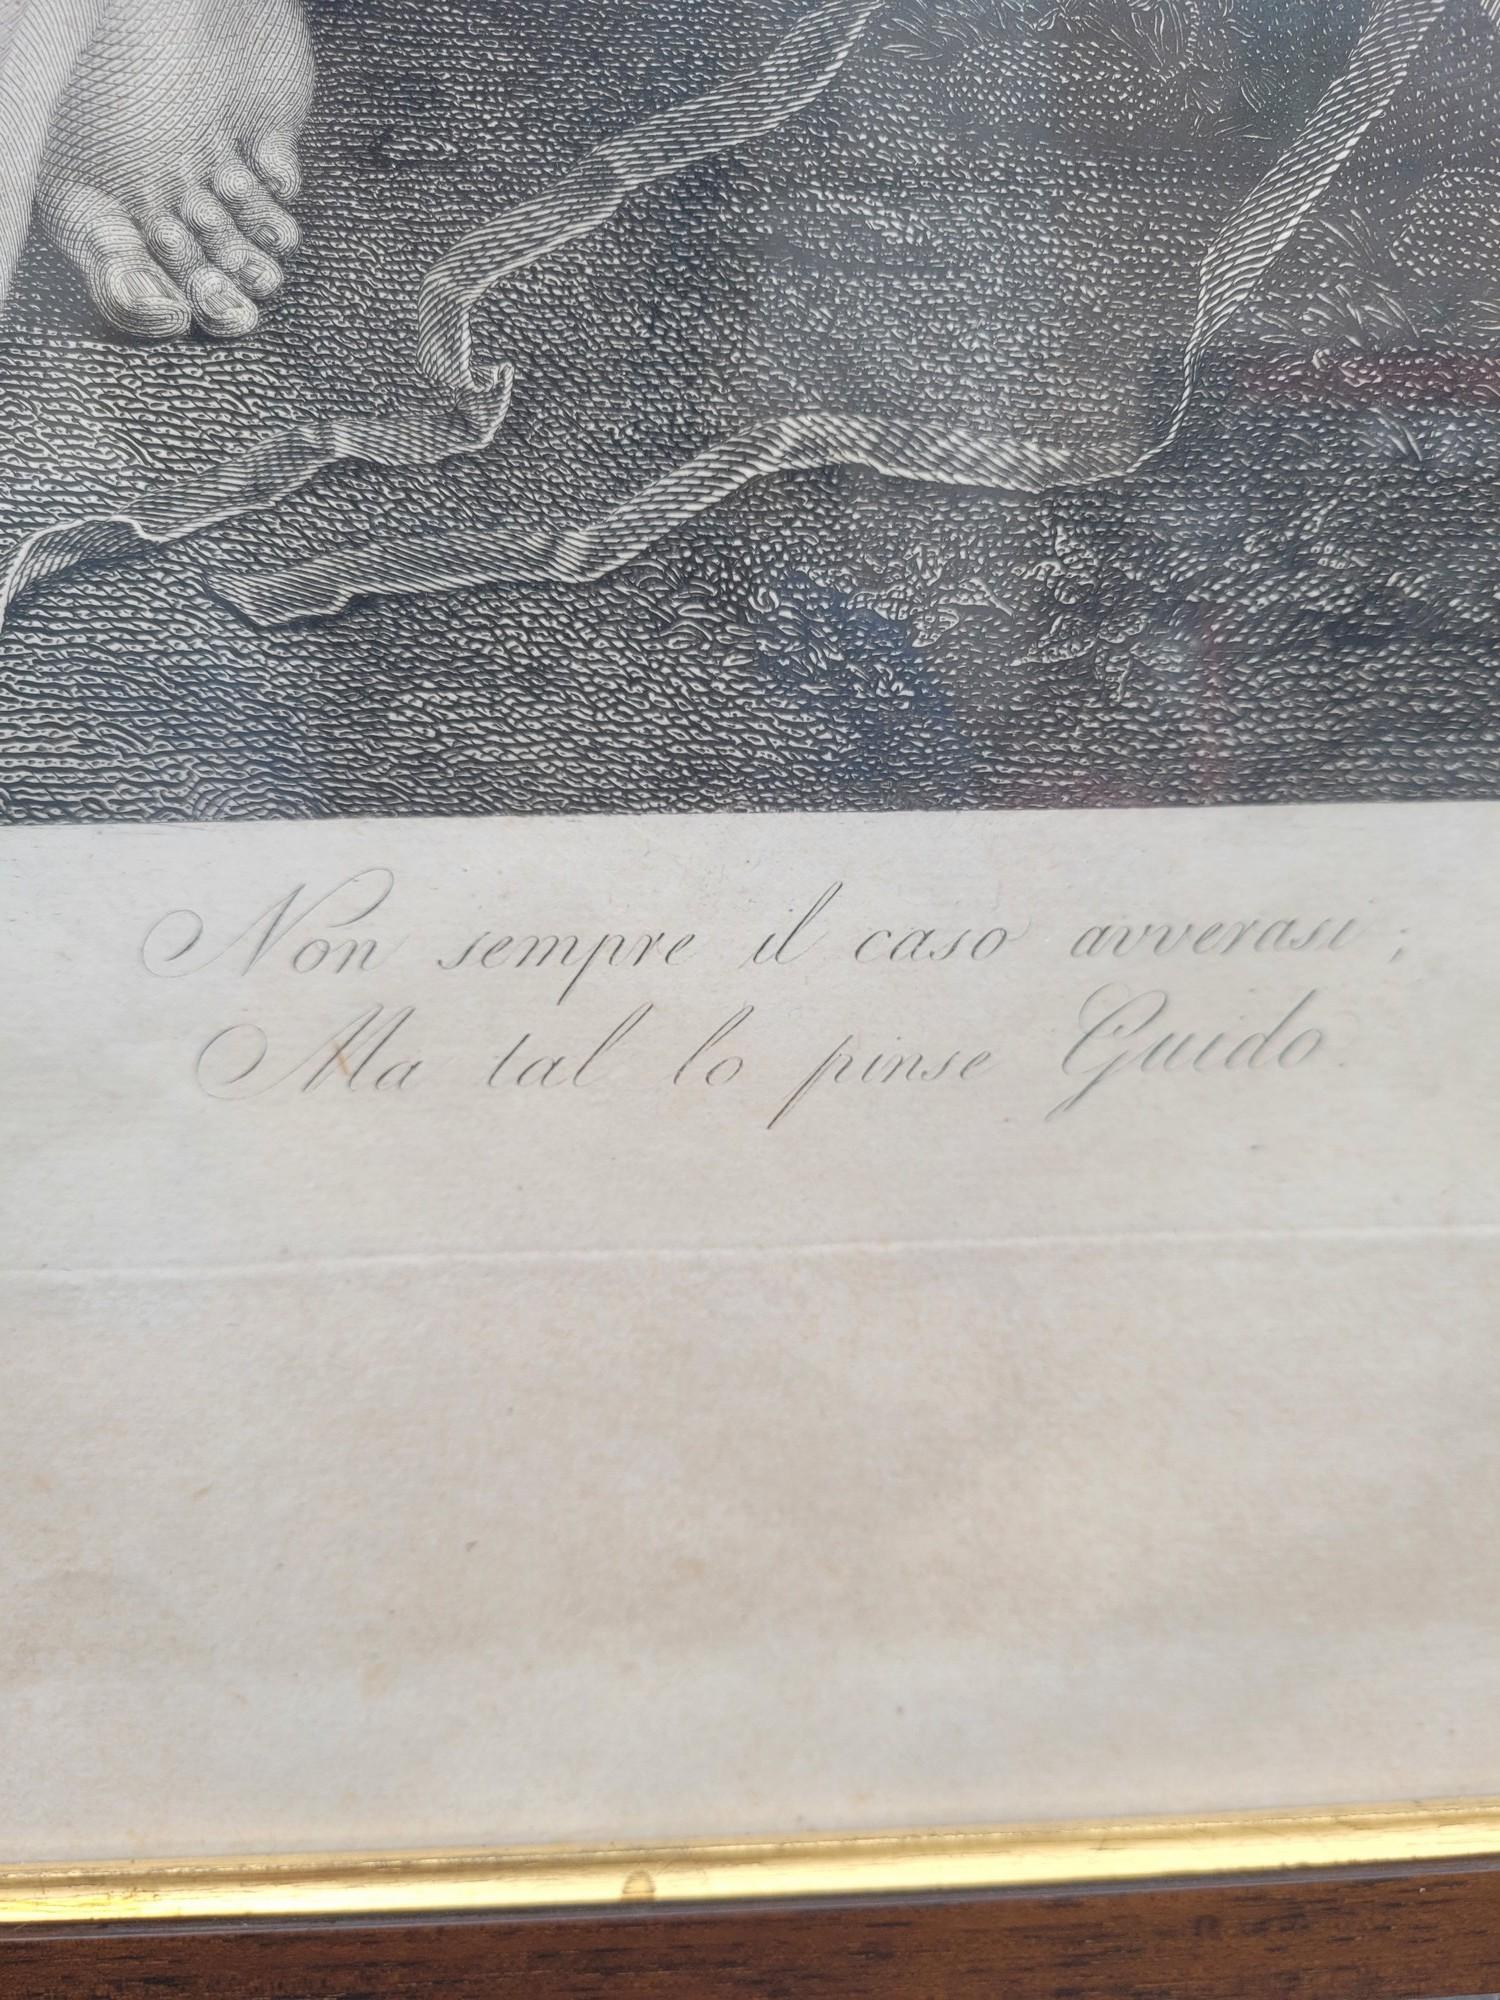 Non sempre il caso avverasi;
Ma tal lo pinse Guido.